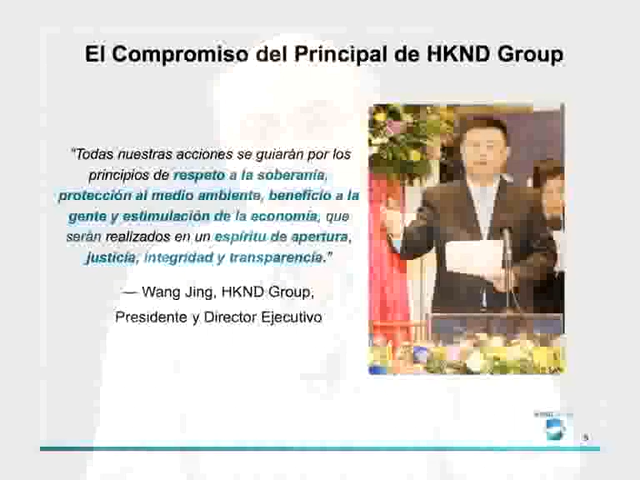 El Compromiso del Principal de HKND Group
"Todas nuestras acciones se guiarán por los
principios de respeto a la soberanía,
protección al medio ambiente, beneficio a la
gente y estimulación de la economía, que
serán realizados en un espíritu de apertura,
justicia, integridad y transparencia."
— Wang Jing, HKND Group,
Presidente y Director Ejecutivo